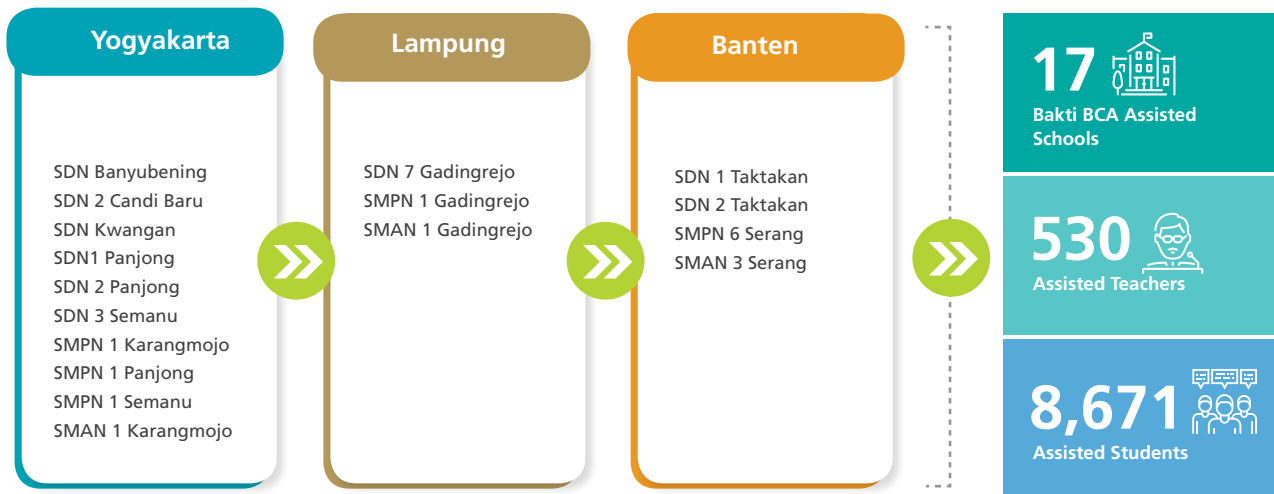 Yogyakarta
SDN Banyubening
SDN 2 Candi Baru
SDN Kwangan
SDN1 Panjong
SDN 2 Panjong
SDN 3 Semanu
SMPN 1 Karangmojo
SMPN 1 Panjong
SMPN 1 Semanu
SMAN 1 Karangmojo
Lampung
SDN 7 Gadingrejo
SMPN 1 Gadingrejo
SMAN 1 Gadingrejo
Banten
SDN 1 Taktakan
SDN 2 Taktakan
SMPN 6 Serang
SMAN 3 Serang
17
Bakti BCA Assisted
Schools
530
Assisted Teachers
8,671
Assisted Students